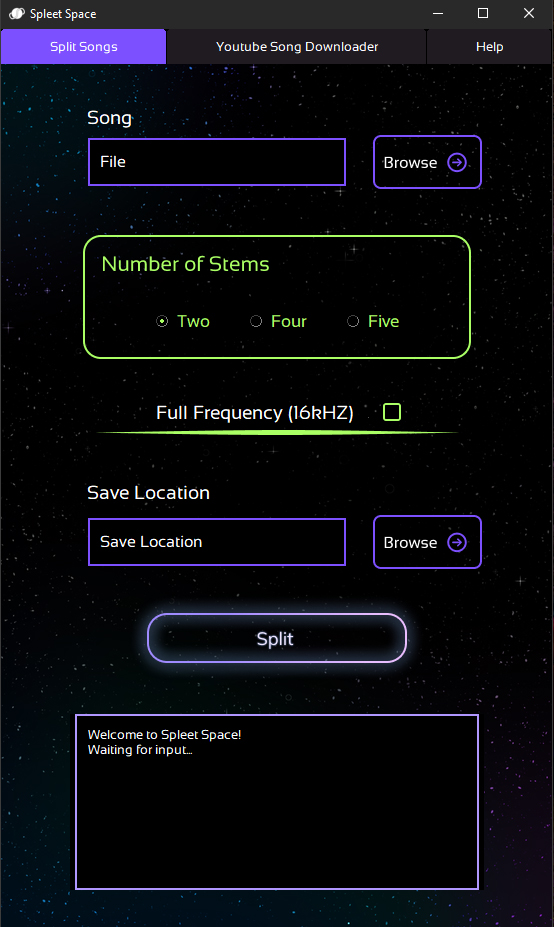 Spleet Space
Split Songs
Youtube Song Downloader
Help
Song
File
Browse
Number of Stems
Two
Four
Five
Full Frequency (16kHZ)
Save Location
Save Location
Browse
Split
Welcome to Spleet Space!
Waiting for input...